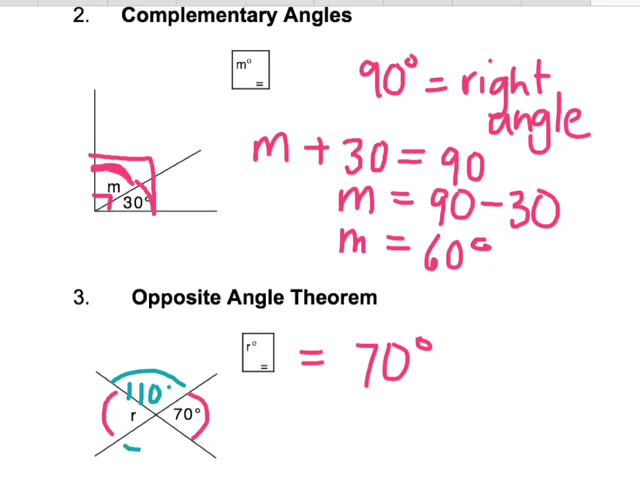 2. Complementary Angles
m° =
90° = right angle
m + 30 = 90
m = 90 - 30
m = 60°
m
30°
3. Opposite Angle Theorem
r° = = 70°
110°
r 70°